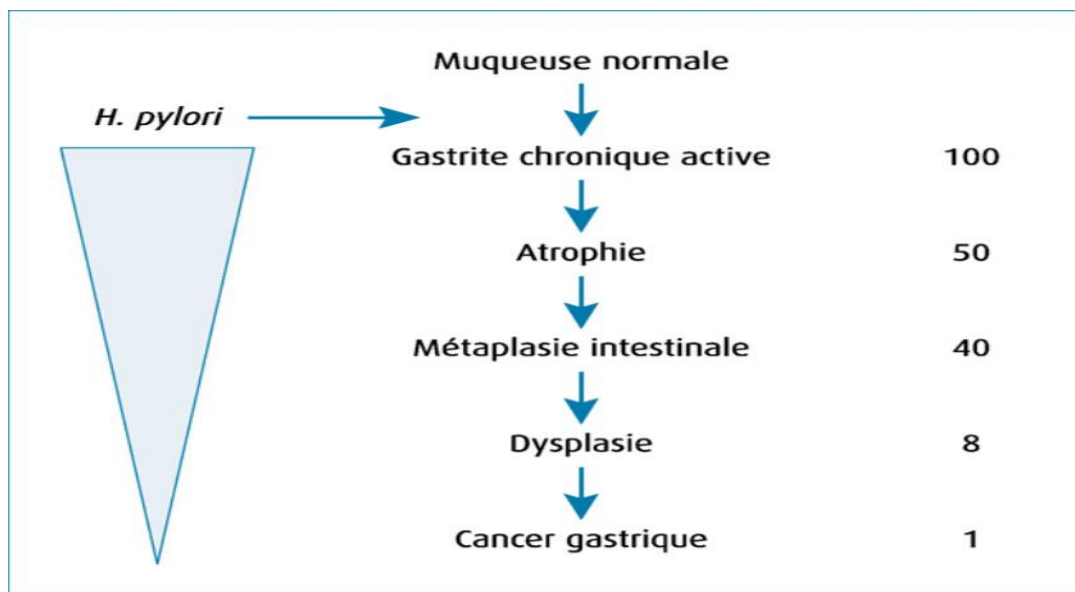 Muqueuse normale
H. pylori
Gastrite chronique active 100
Atrophie 50
Métaplasie intestinale 40
Dysplasie 8
Cancer gastrique 1